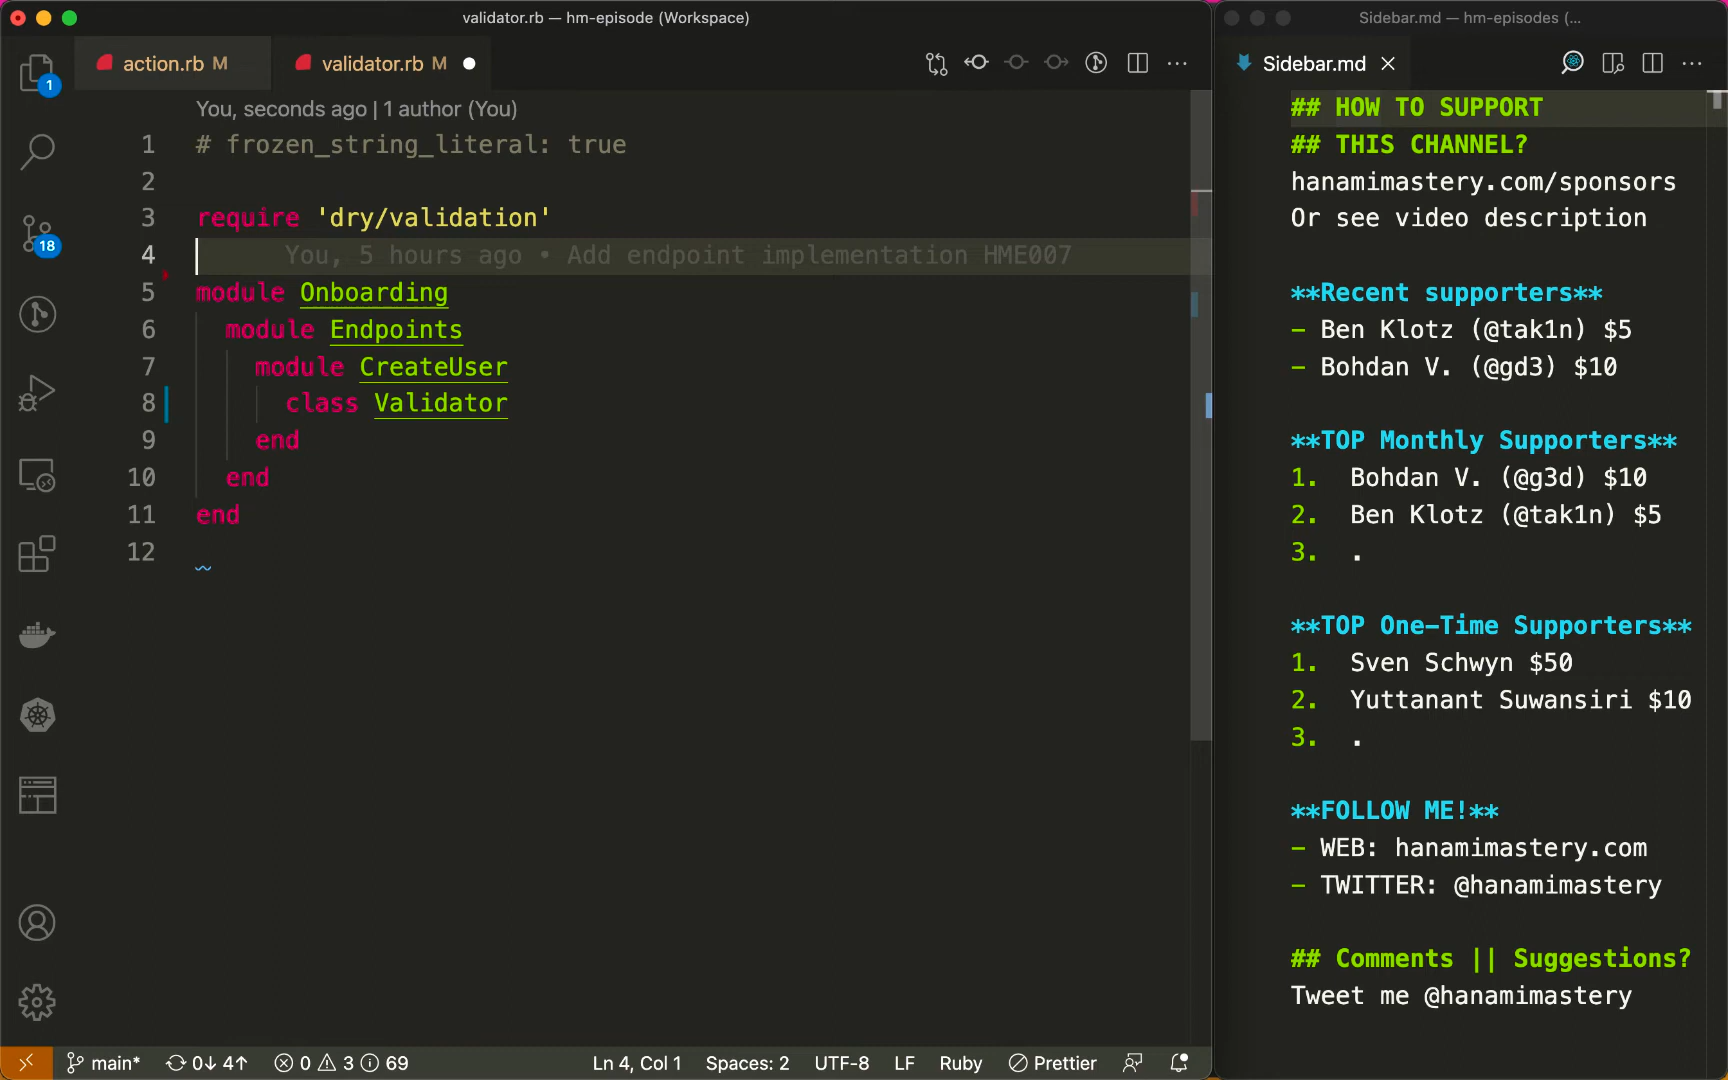 validator.rb — hm-episode (Workspace)
action.rb M
validator.rb M
You, seconds ago | 1 author (You)
1 # frozen_string_literal: true
2
3 require 'dry/validation'
4 You, 5 hours ago • Add endpoint implementation HME007
5 module Onboarding
6 module Endpoints
7 module CreateUser
8 class Validator
9 end
10 end
11 end
12
1
18
main*
0↓ 4↑
0 3 69
Ln 4, Col 1
Spaces: 2
UTF-8
LF
Ruby
Prettier
Sidebar.md — hm-episodes (...
Sidebar.md
## HOW TO SUPPORT
## THIS CHANNEL?
hanamimastery.com/sponsors
Or see video description
**Recent supporters**
- Ben Klotz (@tak1n) $5
- Bohdan V. (@gd3) $10
**TOP Monthly Supporters**
1. Bohdan V. (@g3d) $10
2. Ben Klotz (@tak1n) $5
3. .
**TOP One-Time Supporters**
1. Sven Schwyn $50
2. Yuttanant Suwansiri $10
3. .
**FOLLOW ME!**
- WEB: hanamimastery.com
- TWITTER: @hanamimastery
## Comments || Suggestions?
Tweet me @hanamimastery